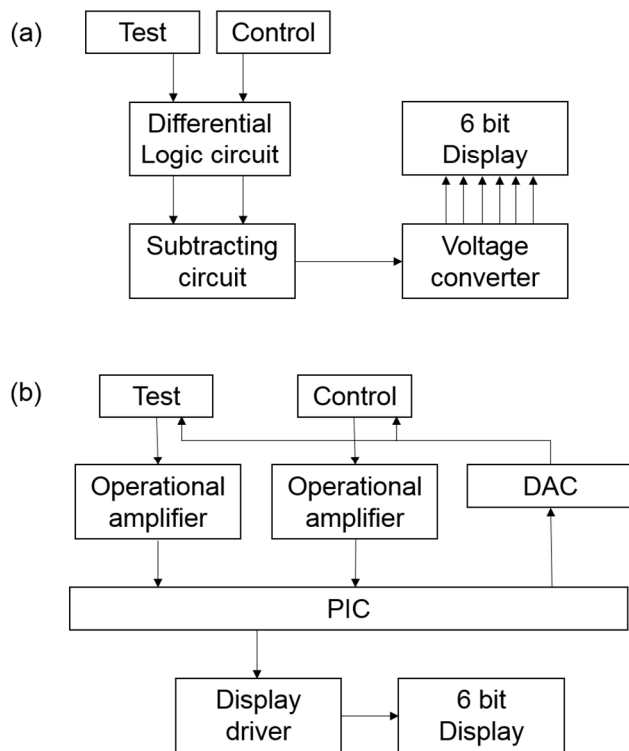 (a)
Test
Control
Differential
Logic circuit
6 bit
Display
Subtracting
circuit
Voltage
converter
(b)
Test
Control
Operational
amplifier
Operational
amplifier
DAC
PIC
Display
driver
6 bit
Display